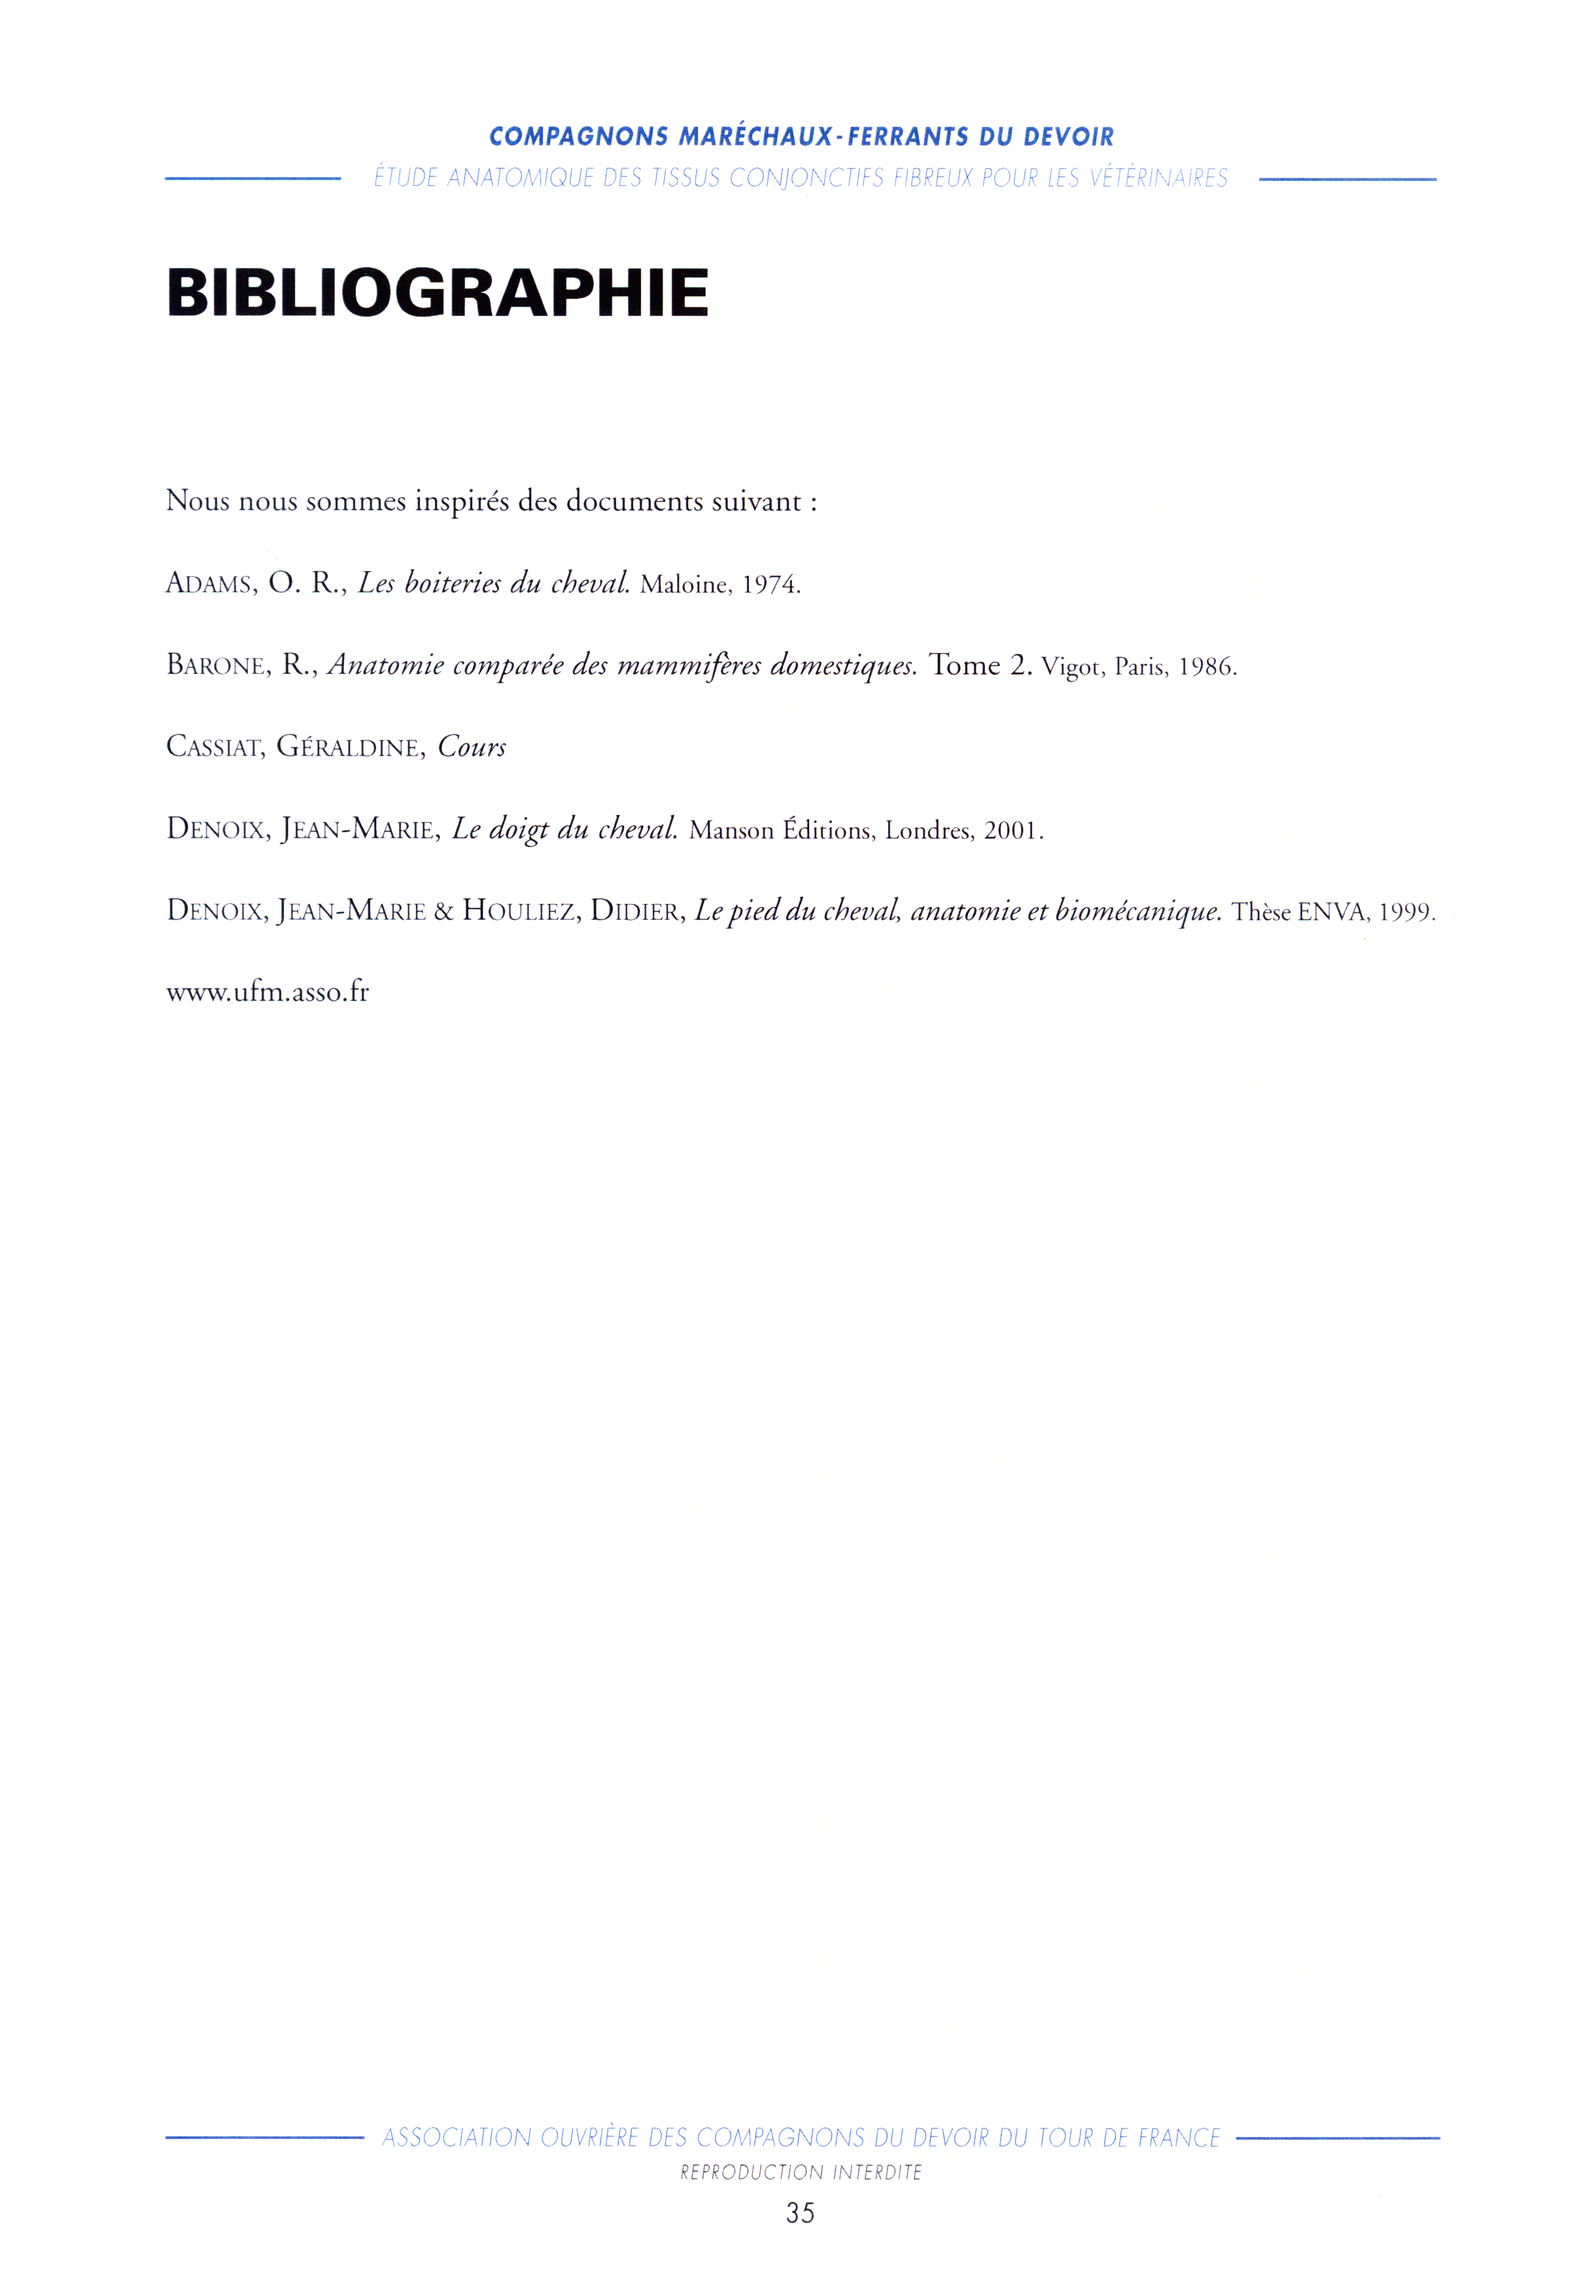 COMPAGNONS MARÉCHAUX-FERRANTS DU DEVOIR
ÉTUDE ANATOMIQUE DES TISSUS CONJONCTIFS FIBREUX POUR LES VÉTÉRINAIRES
BIBLIOGRAPHIE
Nous nous sommes inspirés des documents suivant :
ADAMS, O. R., Les boiteries du cheval. Maloine, 1974.
BARONE, R., Anatomie comparée des mammifères domestiques. Tome 2. Vigot, Paris, 1986.
CASSIAT, GÉRALDINE, Cours
DENOIX, JEAN-MARIE, Le doigt du cheval. Manson Éditions, Londres, 2001.
DENOIX, JEAN-MARIE & HOULIEZ, DIDIER, Le pied du cheval, anatomie et biomécanique. Thèse ENVA, 1999.
www.ufm.asso.fr
ASSOCIATION OUVRIÈRE DES COMPAGNONS DU DEVOIR DU TOUR DE FRANCE
REPRODUCTION INTERDITE
35